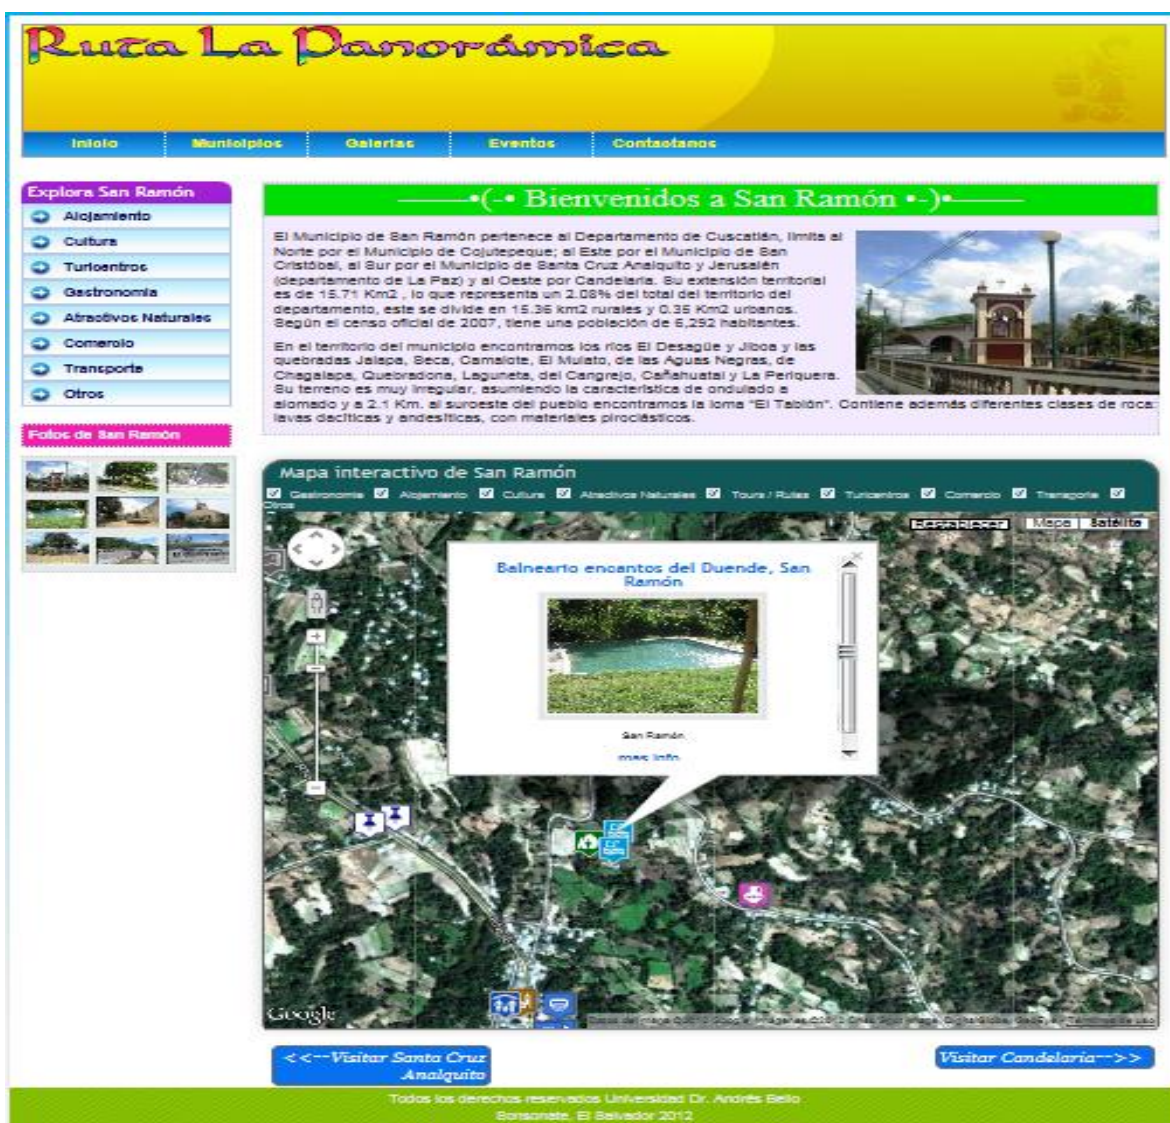 Ruta La Panorámica
Inicio Municipios Galerias Eventos Contactanos
Explora San Ramón
Alojamiento
Cultura
Turicentros
Gastronomía
Atractivos Naturales
Comercio
Transporte
Otros
Fotos de San Ramón
•(-• Bienvenidos a San Ramón •-)•
El Municipio de San Ramón pertenece al Departamento de Cuscatlán, limita al
Norte por el Municipio de Cojutepeque; al Este por el Municipio de San
Cristóbal, al Sur por el Municipio de Santa Cruz Analquito y Jerusalén
(departamento de La Paz) y al Oeste por Candelaria. Su extensión territorial
es de 15.71 Km2 , lo que representa un 2.08% del total del territorio del
departamento, este se divide en 15.36 km2 rurales y 0.35 Km2 urbanos.
Según el censo oficial de 2007, tiene una población de 6,292 habitantes.
En el territorio del municipio encontramos los ríos El Desagüe y Jiboa y las
quebradas Jalapa, Seca, Camalote, El Mulato, de las Aguas Negras, de
Chagalapa, Quebradona, Laguneta, del Cangrejo, Cañahuatal y La Periquera.
Su terreno es muy irregular, asumiendo la característica de ondulado a
alomado y a 2.1 Km. al suroeste del pueblo encontramos la loma "El Tablón". Contiene además diferentes clases de roca:
lavas dacíticas y andesíticas, con materiales piroclásticos.
Mapa interactivo de San Ramón
Gastronomia Alojamiento Cultura Atractivos Naturales Tours / Rutas Turicentros Comercio Transporte
Otros
Restablecer Mapa Satélite
Balneario encantos del Duende, San
Ramón
San Ramón
mas info
Google
Términos de uso
<<--Visitar Santa Cruz
Analquito
Visitar Candelaria-->>
Todos los derechos reservados Universidad Dr. Andrés Bello
Sonsonate, El Salvador 2012